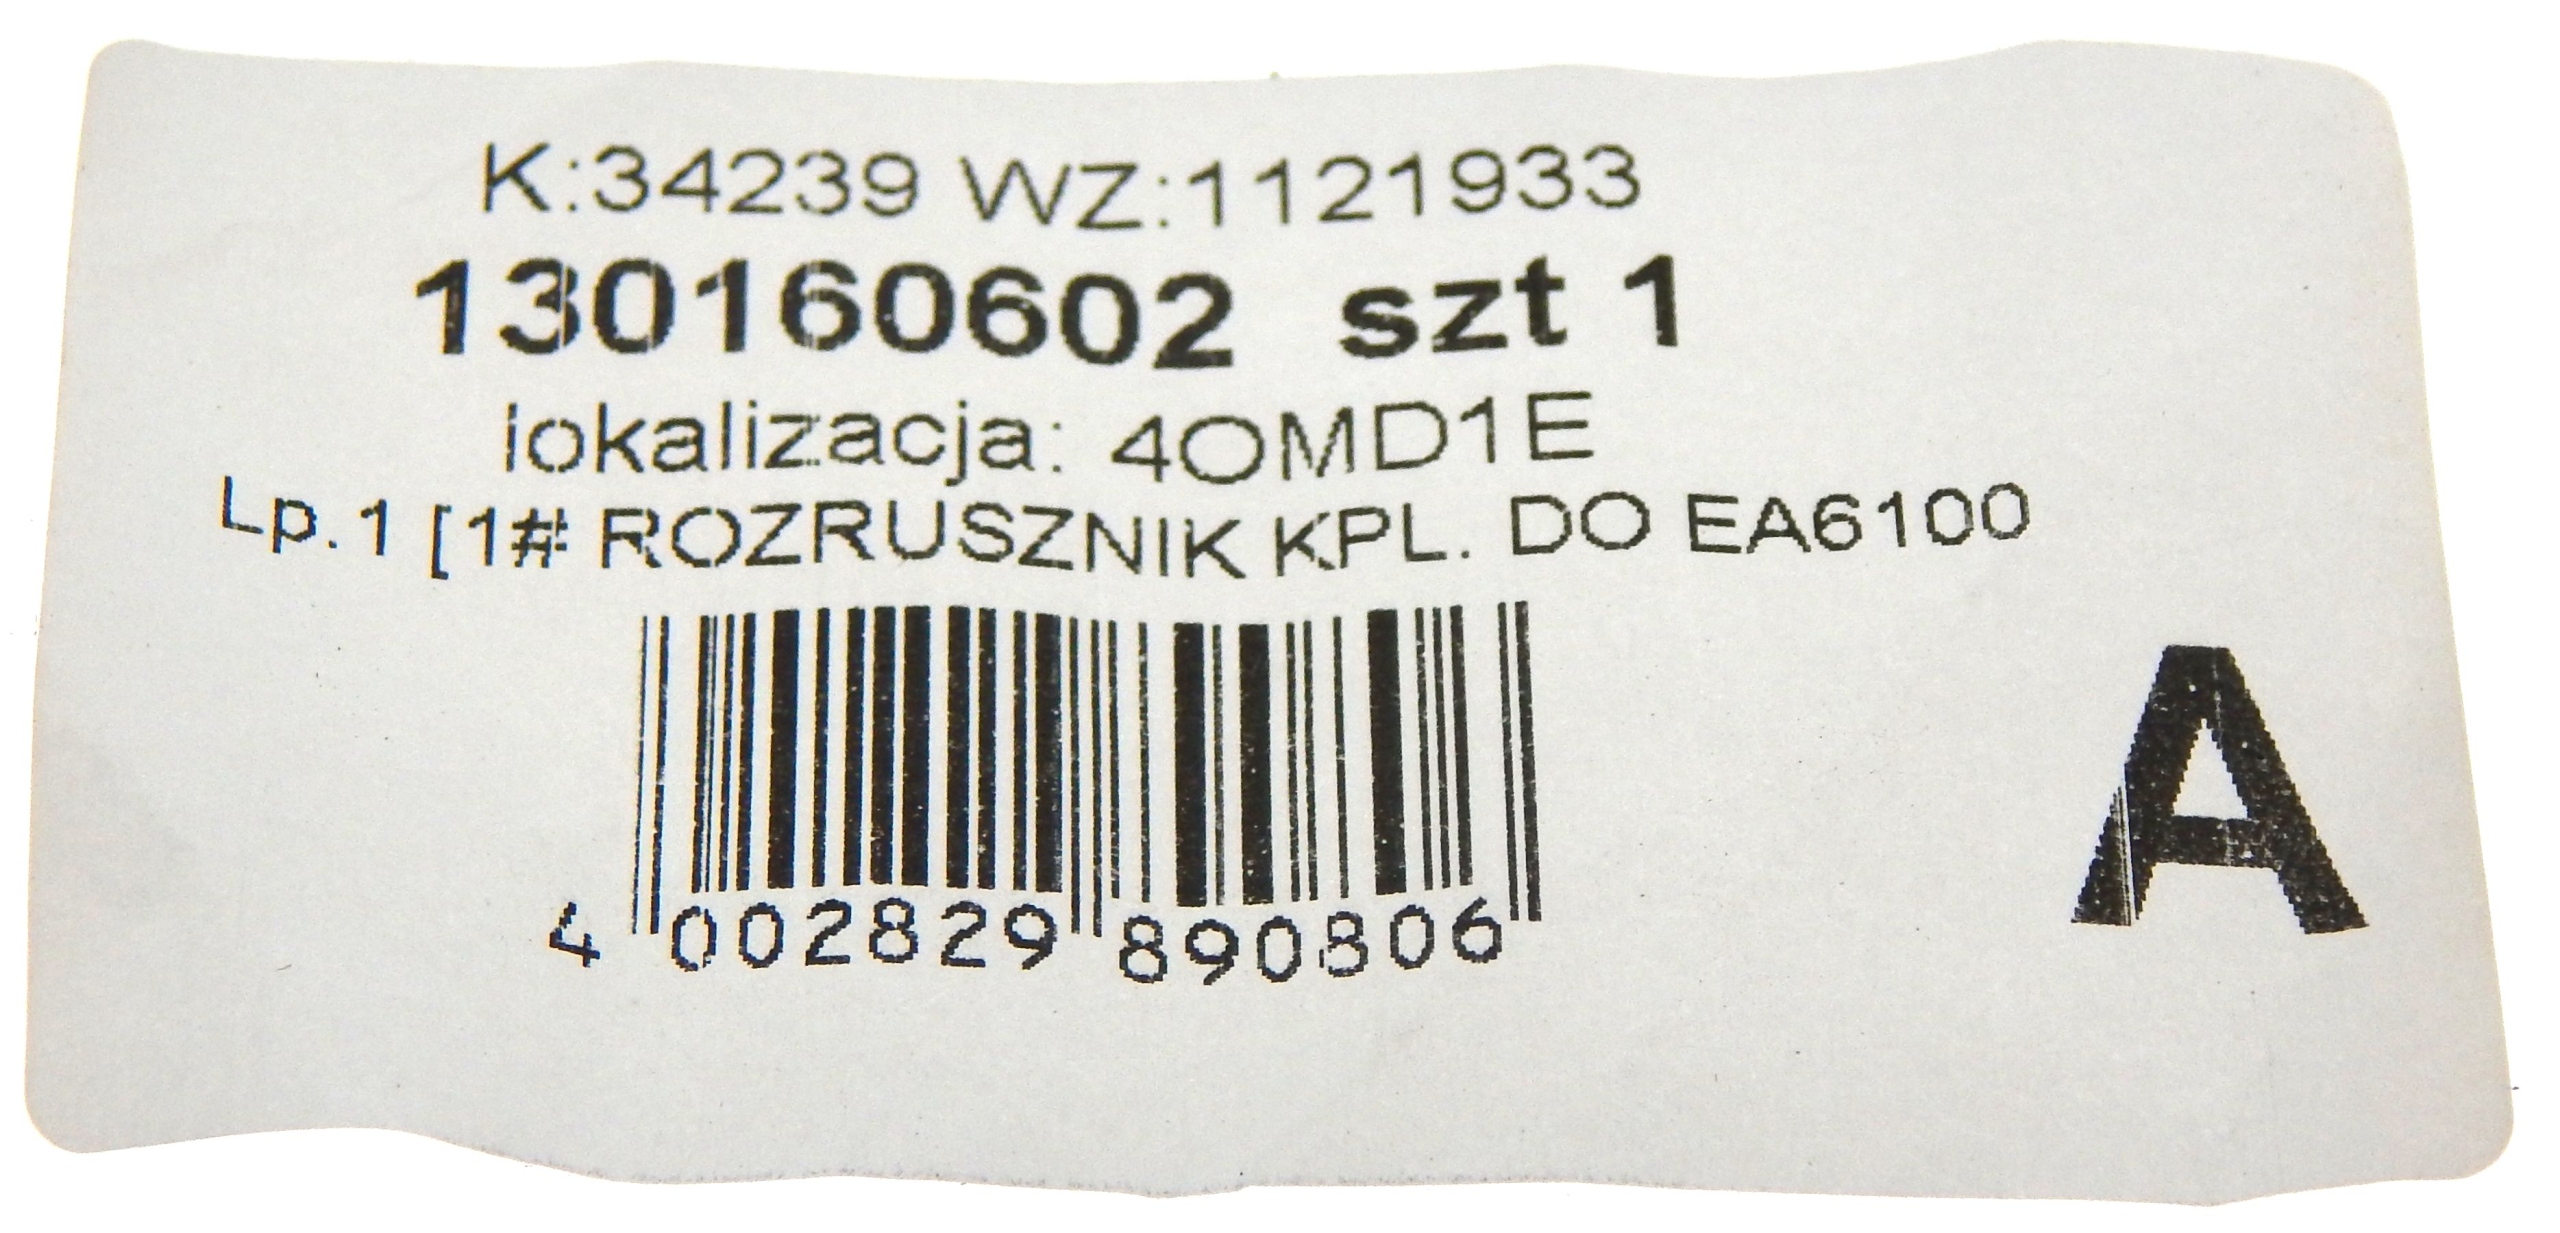 K:34239 WZ:1121933
130160602 szt 1
lokalizacja: 4OMD1E
Lp.1 [1# ROZRUSZNIK KPL. DO EA6100
A
4 002829 890806